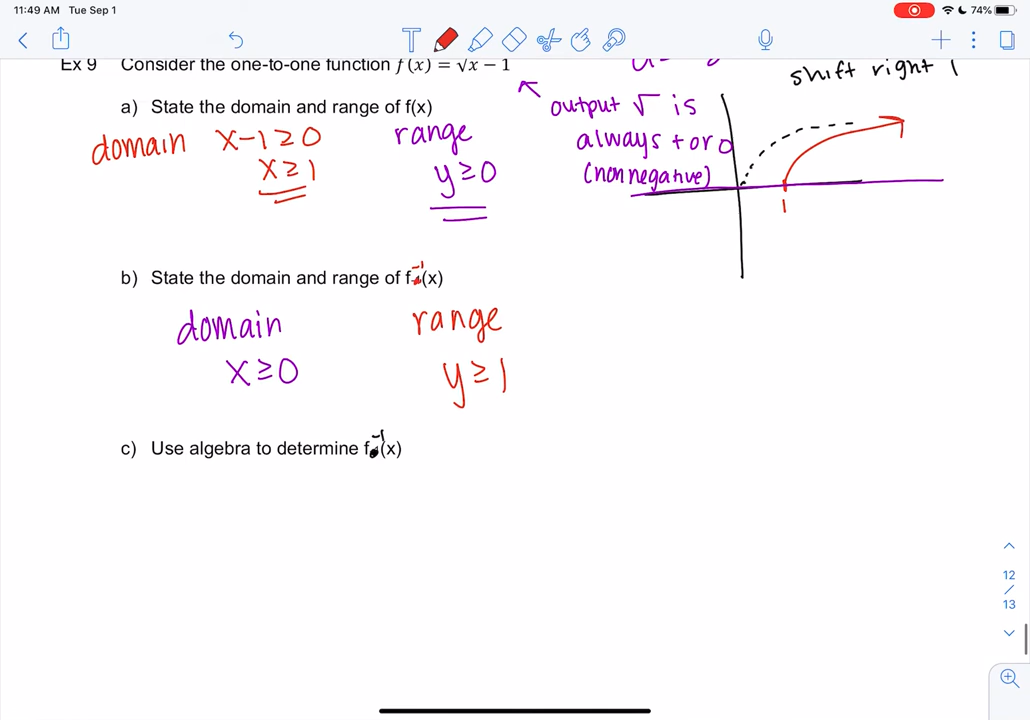 11:49 AM Tue Sep 1
74%
T
Ex 9 Consider the one-to-one function f(x) = √x − 1
shift right 1
a) State the domain and range of f(x)
output √ is
always + or 0
(nonnegative)
domain x-1≥0
x≥1
range
y≥0
1
b) State the domain and range of f⁻¹(x)
domain
x≥0
range
y≥1
c) Use algebra to determine f⁻¹(x)
12
/
13